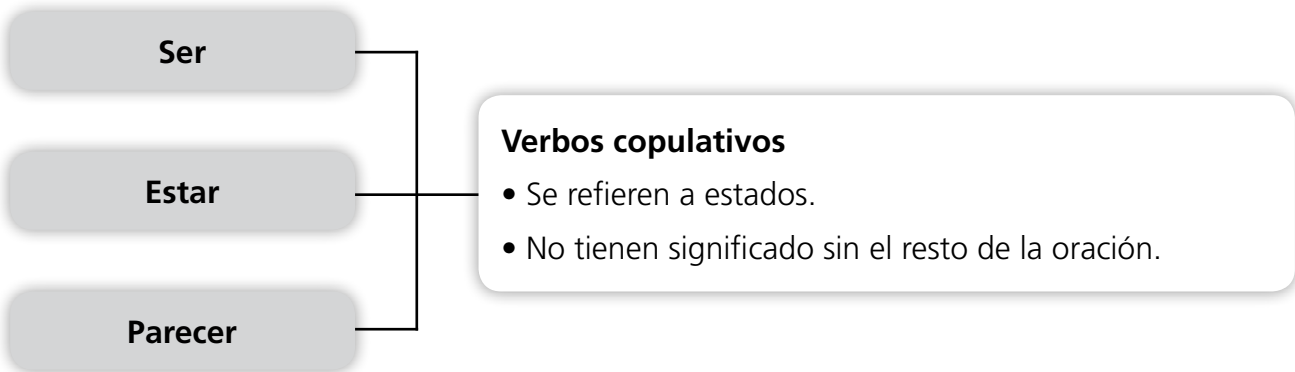 Ser
Estar
Parecer
Verbos copulativos
• Se refieren a estados.
• No tienen significado sin el resto de la oración.